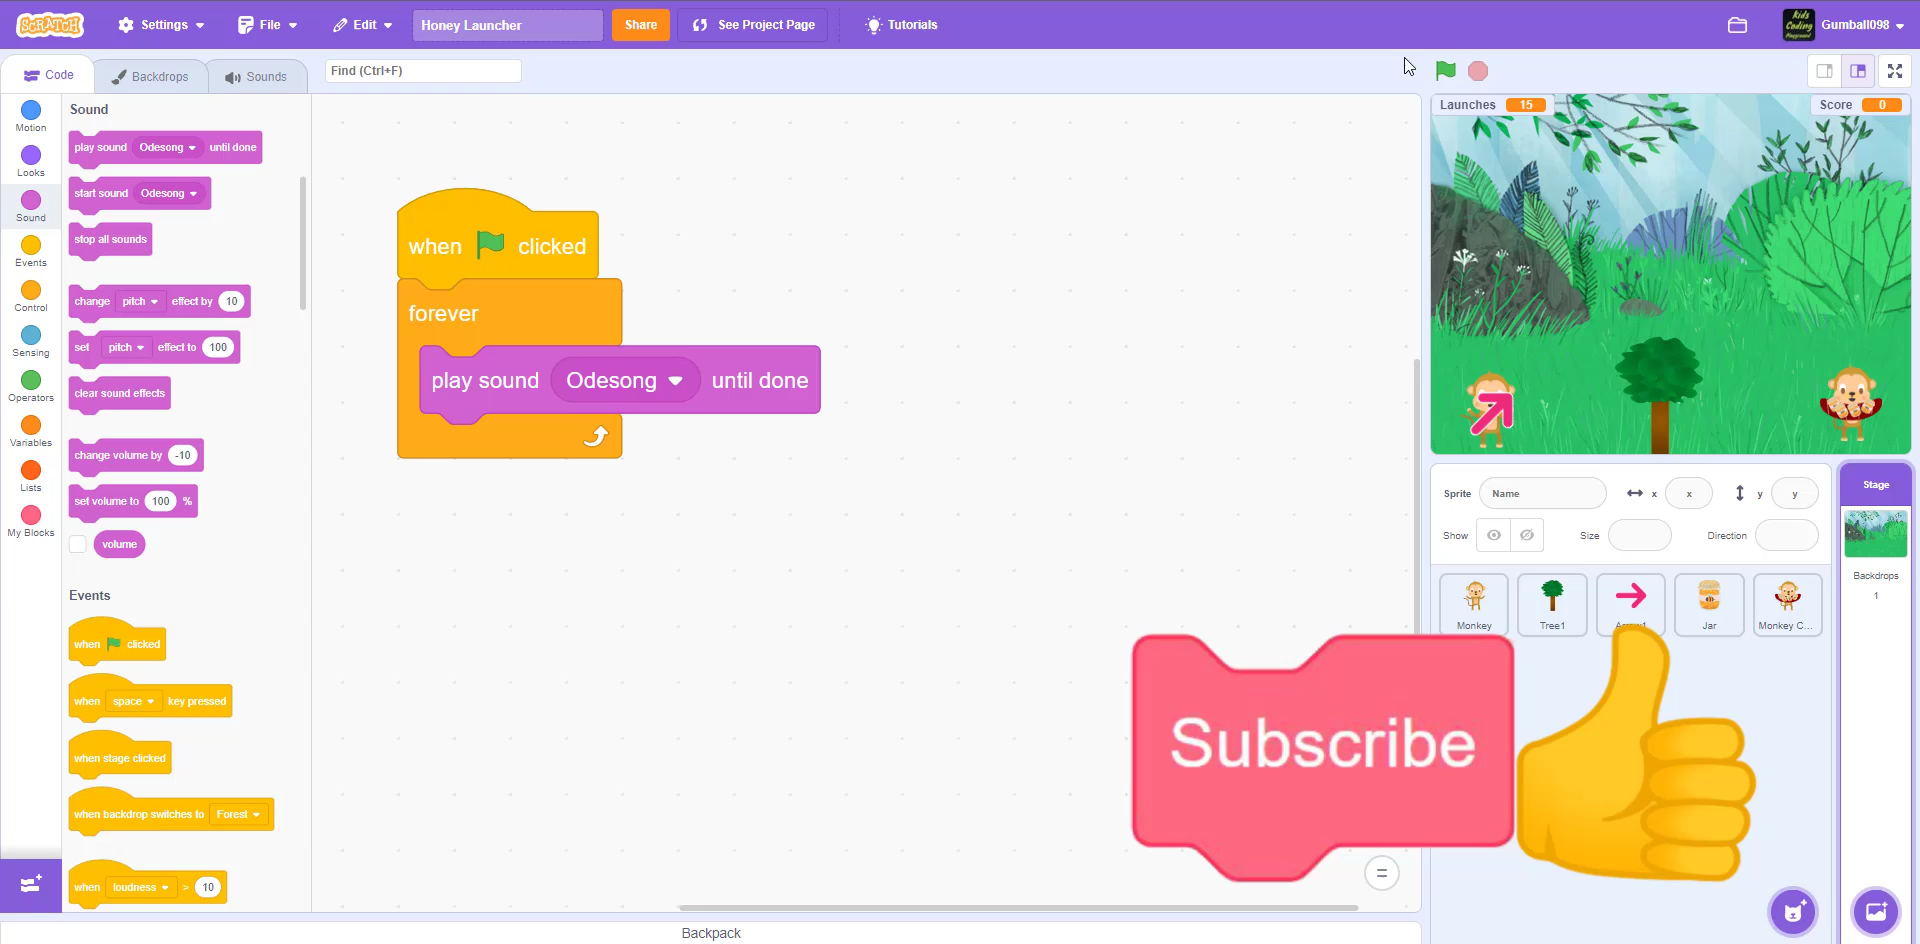 SCRATCH Settings File Edit Honey Launcher Share See Project Page Tutorials Gumball098
Kids
Coding
Playground
Code Backdrops Sounds Find (Ctrl+F)
Motion
Looks
Sound
Events
Control
Sensing
Operators
Variables
Lists
My Blocks
Sound
play sound Odesong until done
start sound Odesong
stop all sounds
change pitch effect by 10
set pitch effect to 100
clear sound effects
change volume by -10
set volume to 100 %
volume
Events
when clicked
when space key pressed
when stage clicked
when backdrop switches to Forest
when loudness > 10
when clicked
forever
play sound Odesong until done
Launches 15 Score 0
Sprite Name x x y y
Show Size Direction
Monkey Tree1 Arrow1 Jar Monkey C...
Stage
Backdrops
1
Subscribe
=
Backpack